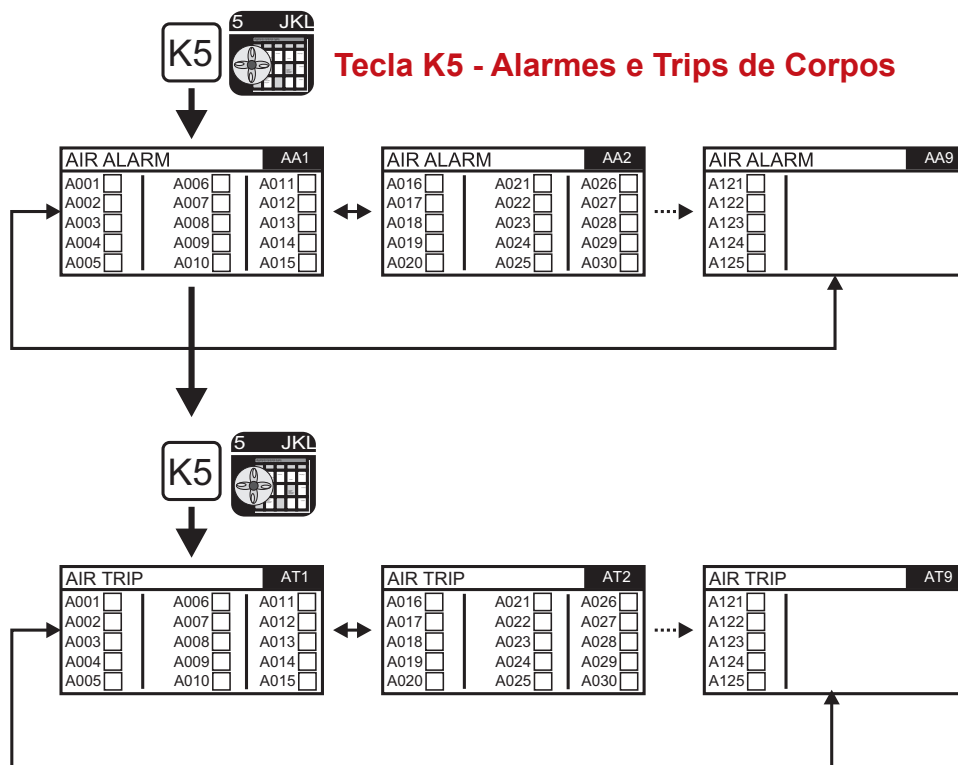 K5
5 JKL
Tecla K5 - Alarmes e Trips de Corpos
AIR ALARM AA1
A001 A006 A011
A002 A007 A012
A003 A008 A013
A004 A009 A014
A005 A010 A015
AIR ALARM AA2
A016 A021 A026
A017 A022 A027
A018 A023 A028
A019 A024 A029
A020 A025 A030
AIR ALARM AA9
A121
A122
A123
A124
A125
K5
5 JKL
AIR TRIP AT1
A001 A006 A011
A002 A007 A012
A003 A008 A013
A004 A009 A014
A005 A010 A015
AIR TRIP AT2
A016 A021 A026
A017 A022 A027
A018 A023 A028
A019 A024 A029
A020 A025 A030
AIR TRIP AT9
A121
A122
A123
A124
A125